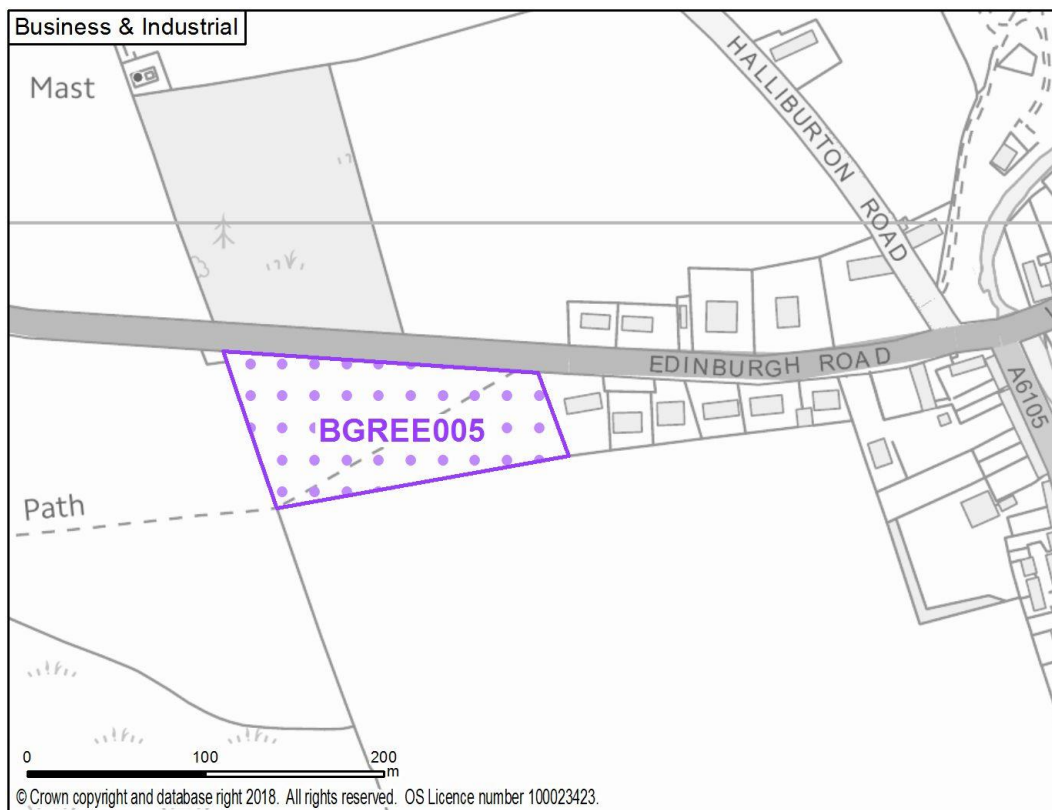 Business & Industrial
Mast
HALLIBURTON ROAD
EDINBURGH ROAD
A6105
BGREE005
Path
0 100 200
m
© Crown copyright and database right 2018. All rights reserved. OS Licence number 100023423.